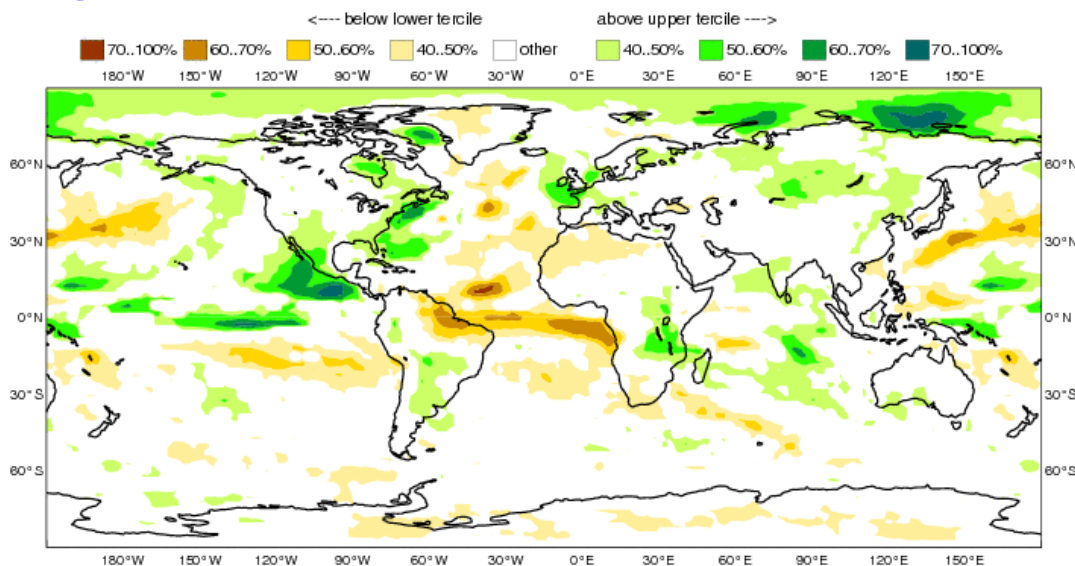 <---- below lower tercile above upper tercile ---->
70..100% 60..70% 50..60% 40..50% other 40..50% 50..60% 60..70% 70..100%
180°W 150°W 120°W 90°W 60°W 30°W 0°E 30°E 60°E 90°E 120°E 150°E
60°N 60°N
30°N 30°N
0°N 0°N
30°S 30°S
60°S 60°S
180°W 150°W 120°W 90°W 60°W 30°W 0°E 30°E 60°E 90°E 120°E 150°E